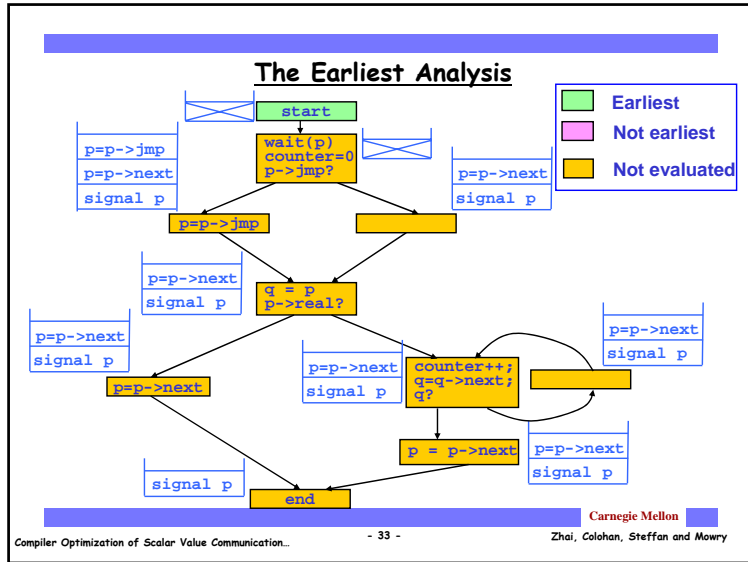 The Earliest Analysis
start
Earliest
Not earliest
Not evaluated
wait(p)
counter=0
p->jmp?
p=p->jmp
p=p->next
signal p
p=p->next
signal p
p=p->jmp
p=p->next
signal p
q = p
p->real?
p=p->next
signal p
p=p->next
signal p
p=p->next
signal p
counter++;
q=q->next;
q?
p=p->next
p = p->next
p=p->next
signal p
signal p
end
Carnegie Mellon
Compiler Optimization of Scalar Value Communication…
- 33 -
Zhai, Colohan, Steffan and Mowry